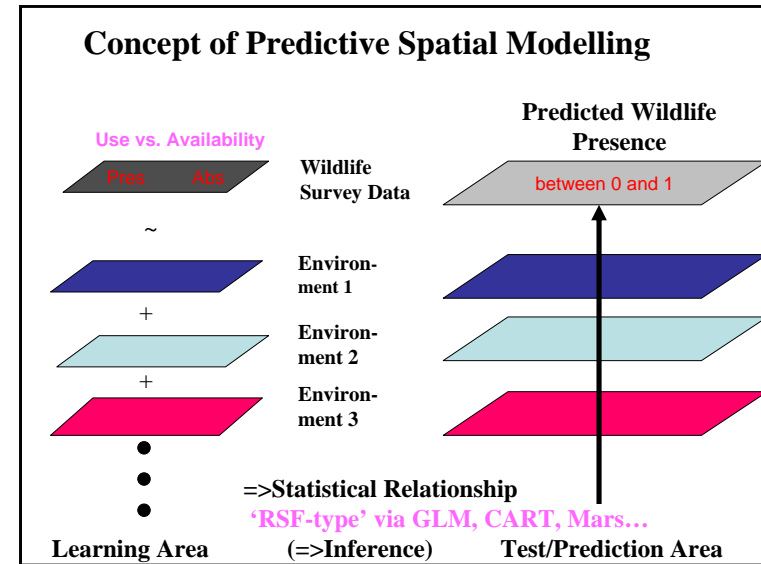 Concept of Predictive Spatial Modelling
Use vs. Availability
Pres Abs
Wildlife
Survey Data
Predicted Wildlife
Presence
between 0 and 1
~
Environ-
ment 1
+
Environ-
ment 2
+
Environ-
ment 3
=>Statistical Relationship
‘RSF-type’ via GLM, CART, Mars…
Learning Area (=>Inference) Test/Prediction Area